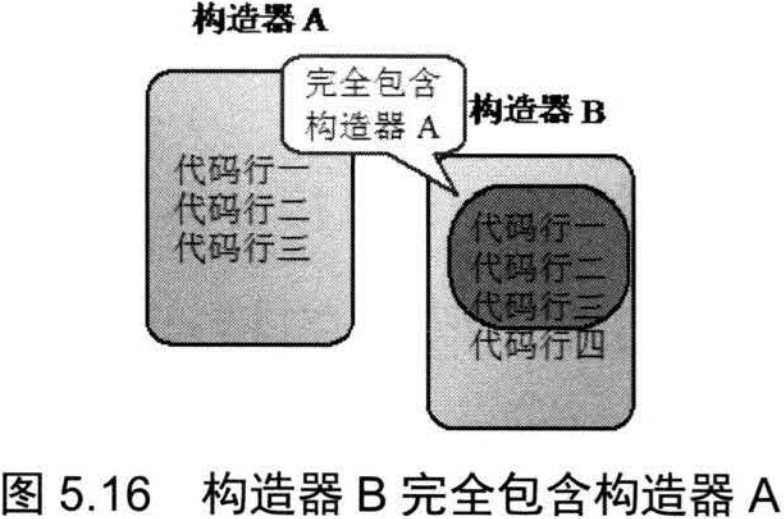 构造器 A
完全包含
构造器 A
构造器 B
代码行一
代码行二
代码行三
代码行一
代码行二
代码行三
代码行四
图 5.16 构造器 B 完全包含构造器 A